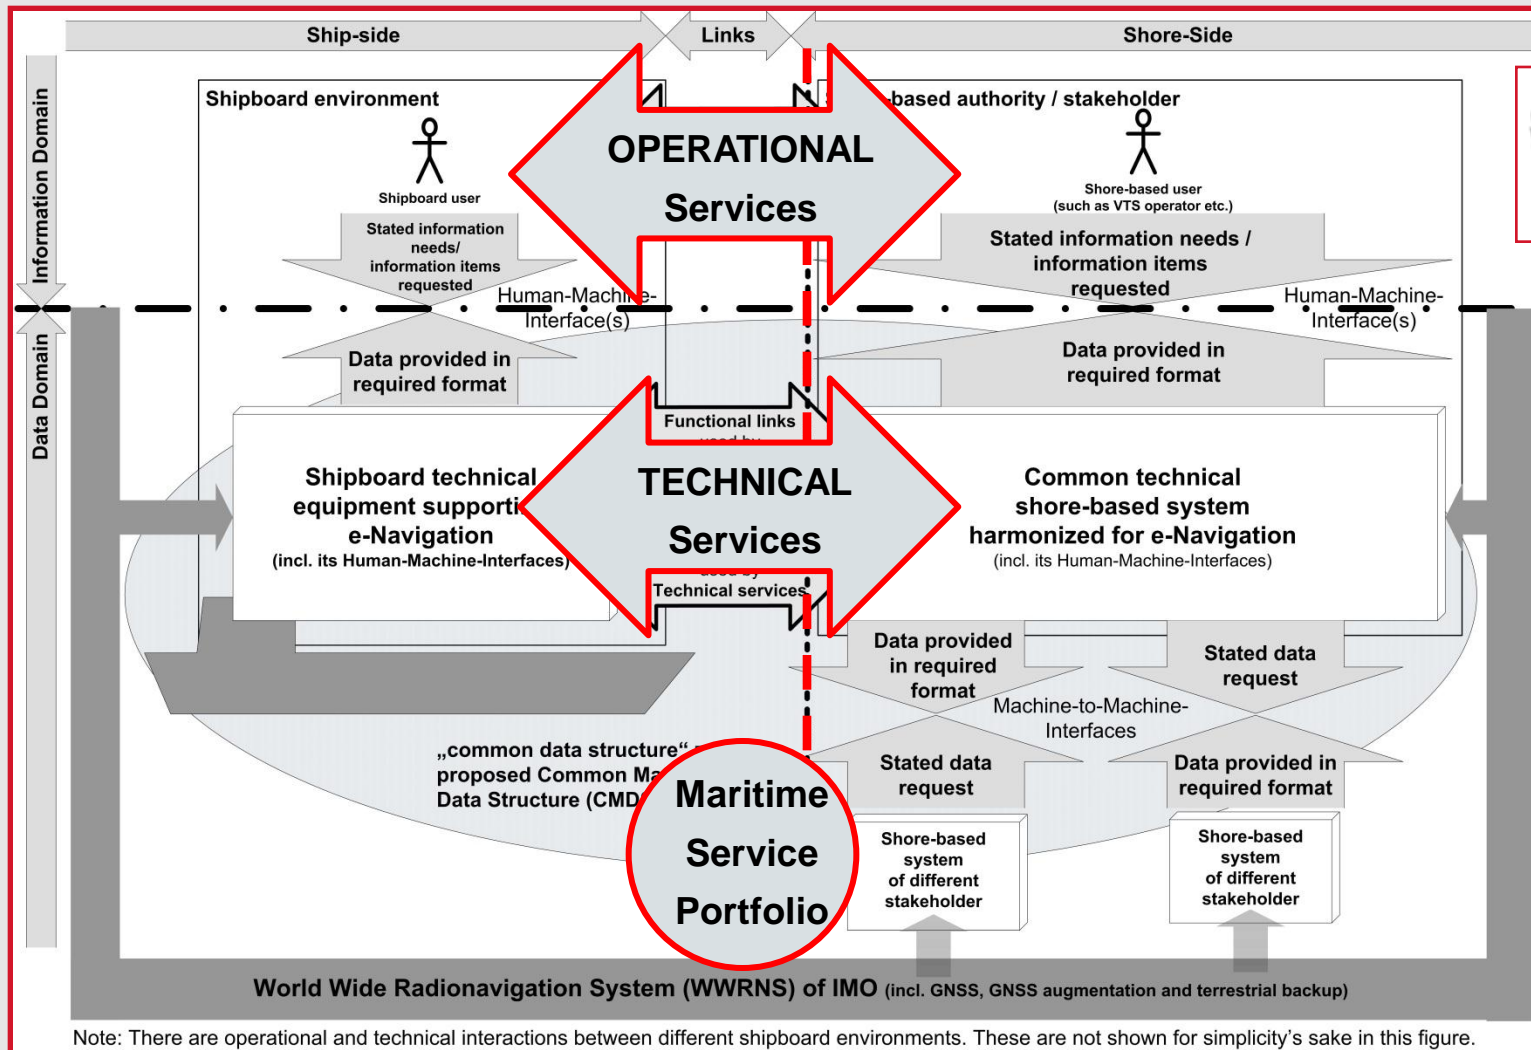 Ship-side
Links
Shore-Side
Information Domain
Data Domain
Shipboard environment
-based authority / stakeholder
Shipboard user
Shore-based user
(such as VTS operator etc.)
OPERATIONAL
Services
Stated information
needs/
information items
requested
Stated information needs /
information items
requested
Human-Machine-
Interface(s)
Human-Machine-
Interface(s)
Data provided in
required format
Data provided in
required format
Functional links
used by
Shipboard technical
equipment supporti
e-Navigation
(incl. its Human-Machine-Interfaces)
TECHNICAL
Services
Common technical
shore-based system
harmonized for e-Navigation
(incl. its Human-Machine-Interfaces)
used by
Technical services
Data provided
in required
format
Stated data
request
Machine-to-Machine-
Interfaces
Stated data
request
Data provided in
required format
„common data structure“
proposed Common Ma
Data Structure (CMD
Maritime
Service
Portfolio
Shore-based
system
of different
stakeholder
Shore-based
system
of different
stakeholder
World Wide Radionavigation System (WWRNS) of IMO (incl. GNSS, GNSS augmentation and terrestrial backup)
Note: There are operational and technical interactions between different shipboard environments. These are not shown for simplicity’s sake in this figure.